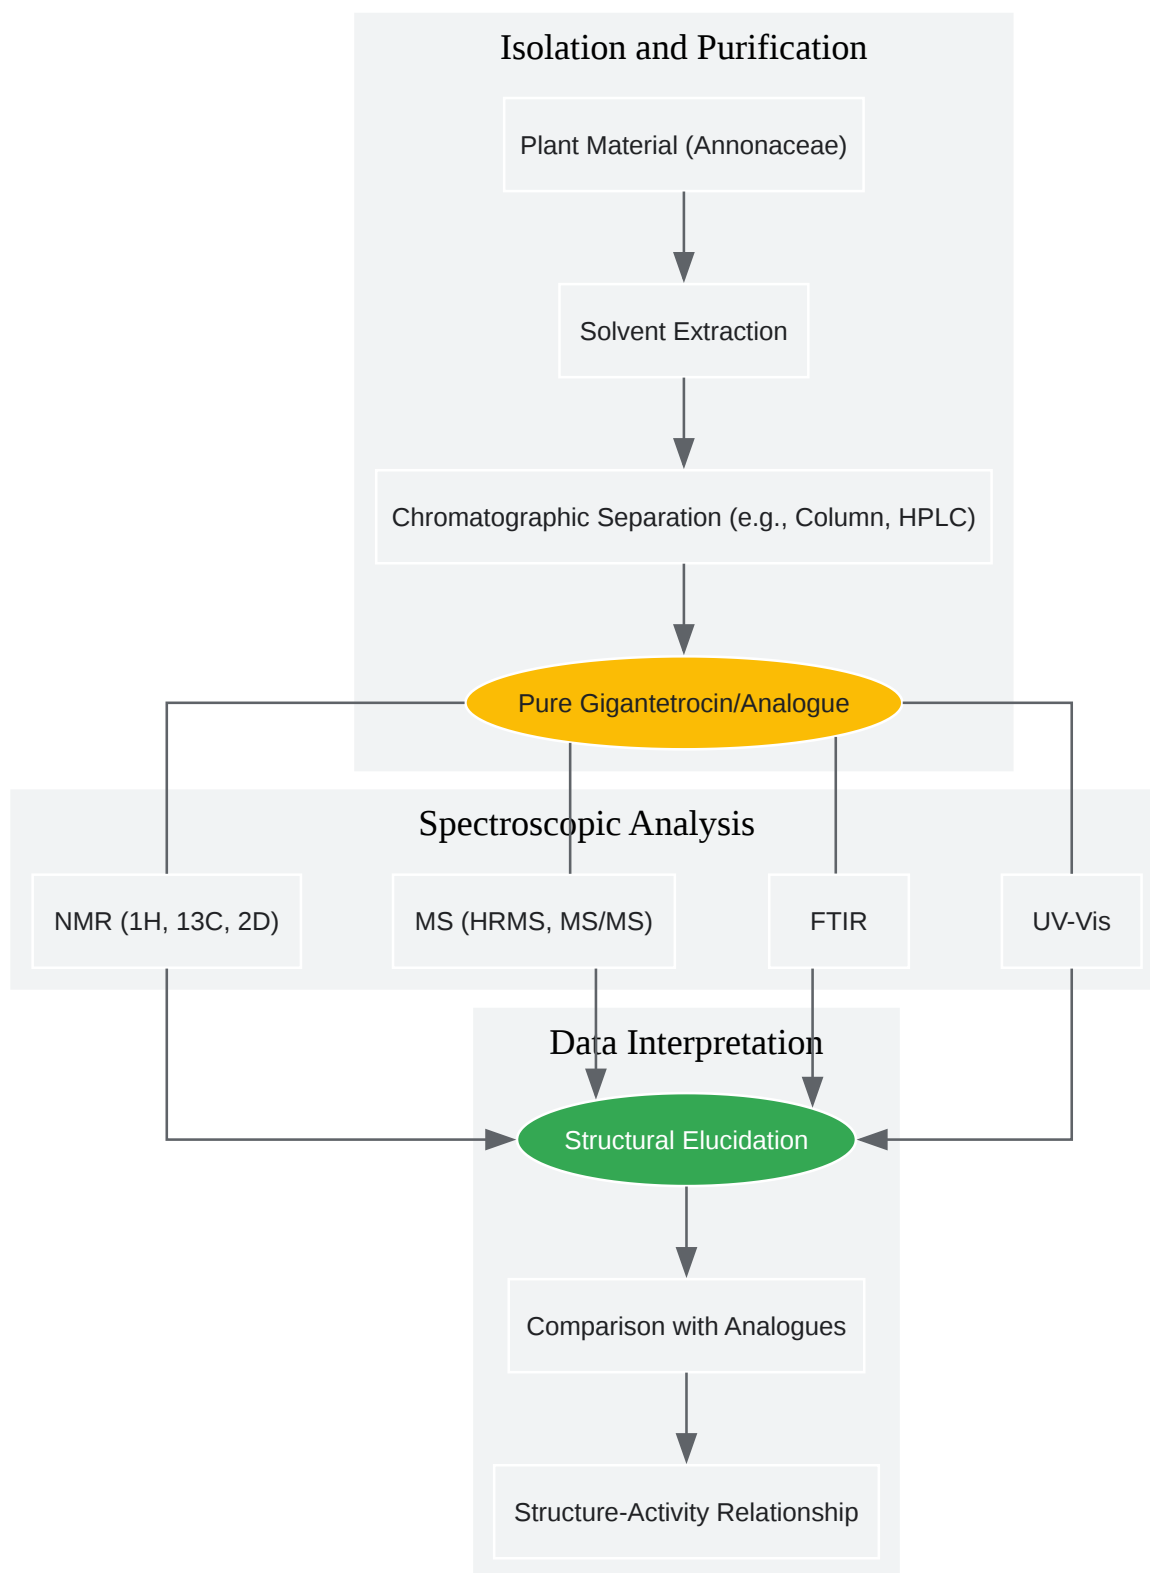 Isolation and Purification
Plant Material (Annonaceae)
Solvent Extraction
Chromatographic Separation (e.g., Column, HPLC)
Pure Gigantetrocin/Analogue
Spectroscopic Analysis
NMR (1H, 13C, 2D)
MS (HRMS, MS/MS)
FTIR
UV-Vis
Data Interpretation
Structural Elucidation
Comparison with Analogues
Structure-Activity Relationship